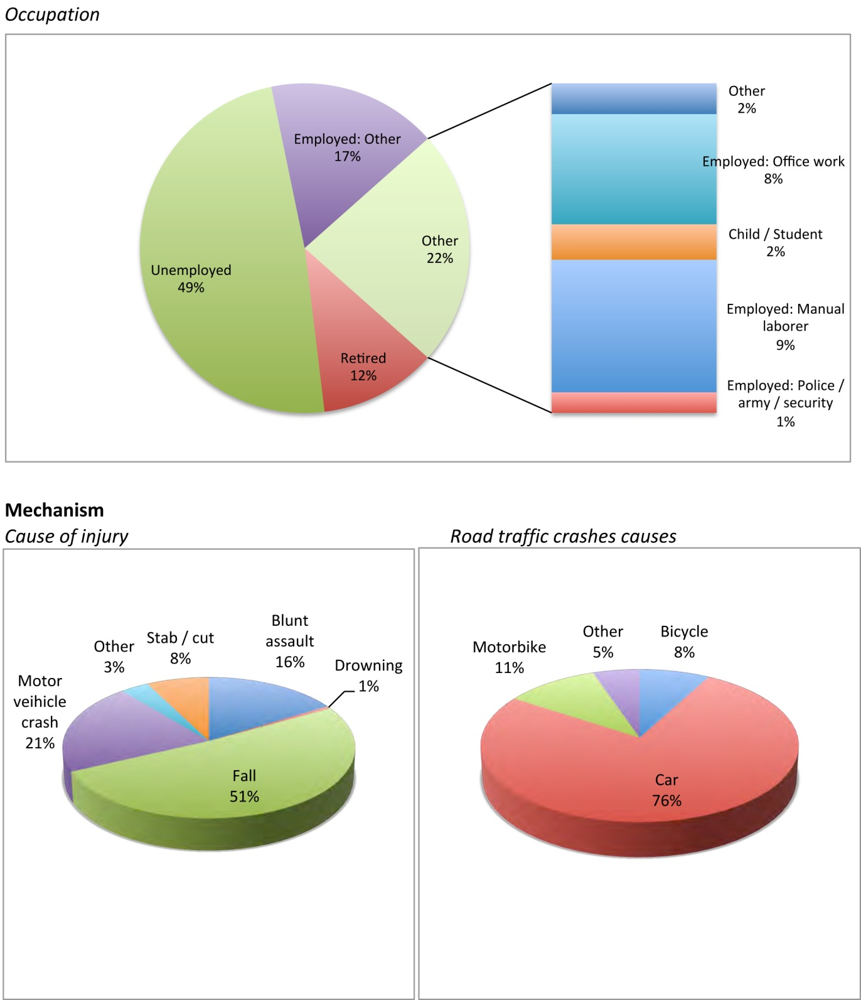 Occupation
Other
2%
Employed: Other
17%
Employed: Office work
8%
Child / Student
2%
Other
22%
Unemployed
49%
Employed: Manual
laborer
9%
Retired
12%
Employed: Police /
army / security
1%
Mechanism
Cause of injury
Road traffic crashes causes
Blunt
assault
16%
Stab / cut
8%
Other
3%
Drowning
1%
Motor
veihicle
crash
21%
Fall
51%
Bicycle
8%
Other
5%
Motorbike
11%
Car
76%